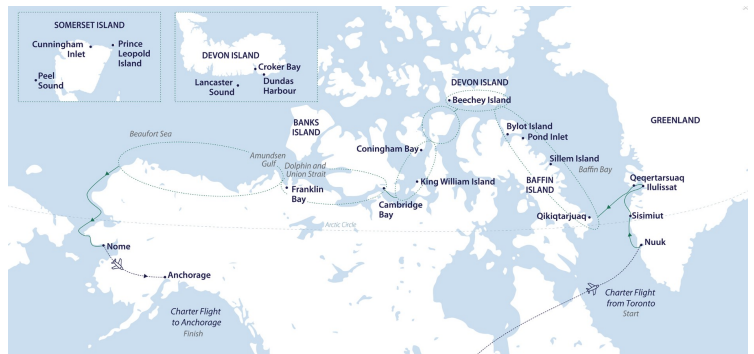 SOMERSET ISLAND
Cunningham
Inlet
Prince
Leopold
Island
Peel
Sound
DEVON ISLAND
Croker Bay
Lancaster
Sound
Dundas
Harbour
DEVON ISLAND
Beechey Island
BANKS
ISLAND
GREENLAND
Beaufort Sea
Bylot Island
Pond Inlet
Coningham Bay
Amundsen
Gulf
Dolphin and
Union Strait
Sillem Island
Baffin Bay
BAFFIN
ISLAND
King William Island
Franklin
Bay
Cambridge
Bay
Qeqertarsuaq
Ilulissat
Qikiqtarjuaq
Sisimiut
Arctic Circle
Nome
Nuuk
Anchorage
Charter Flight
to Anchorage
Finish
Charter Flight
from Toronto
Start